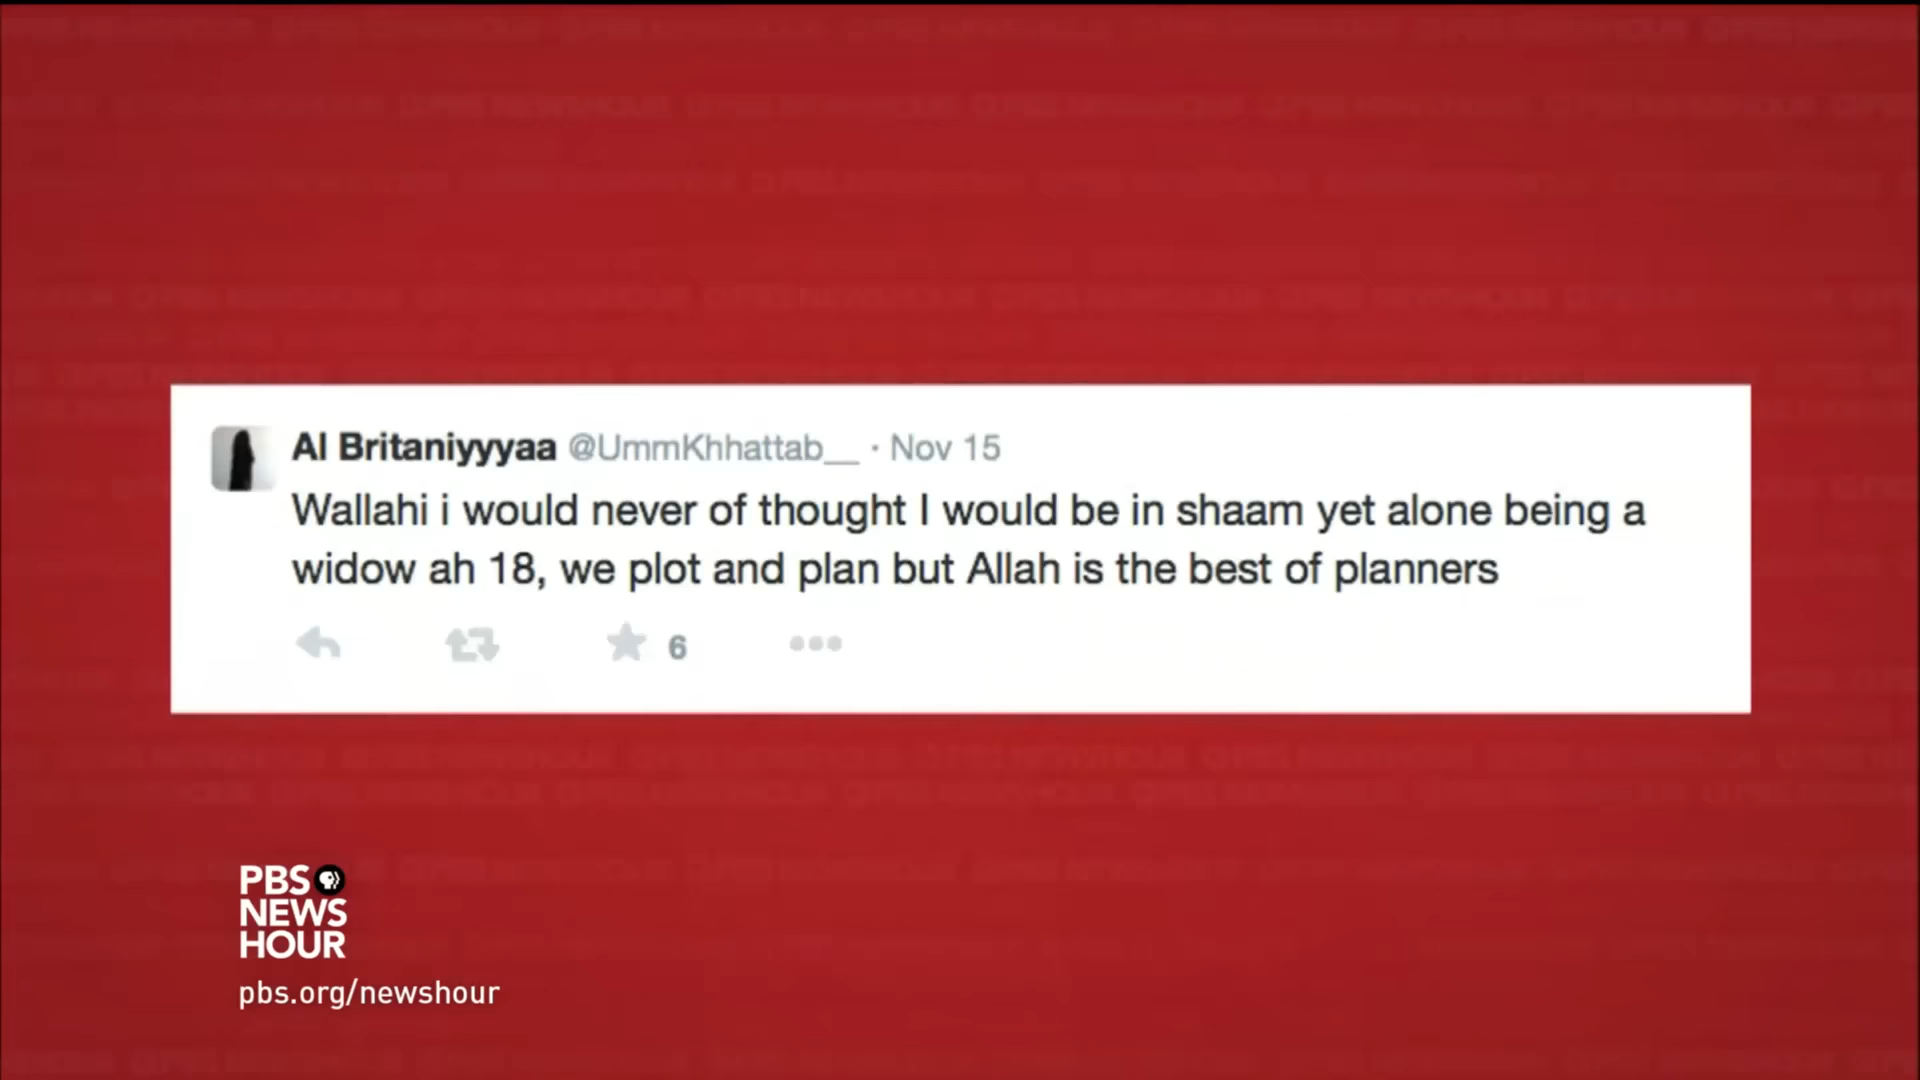 Al Britaniyyyaa @UmmKhhattab__ · Nov 15
Wallahi i would never of thought I would be in shaam yet alone being a
widow ah 18, we plot and plan but Allah is the best of planners
6
PBS
NEWS
HOUR
pbs.org/newshour